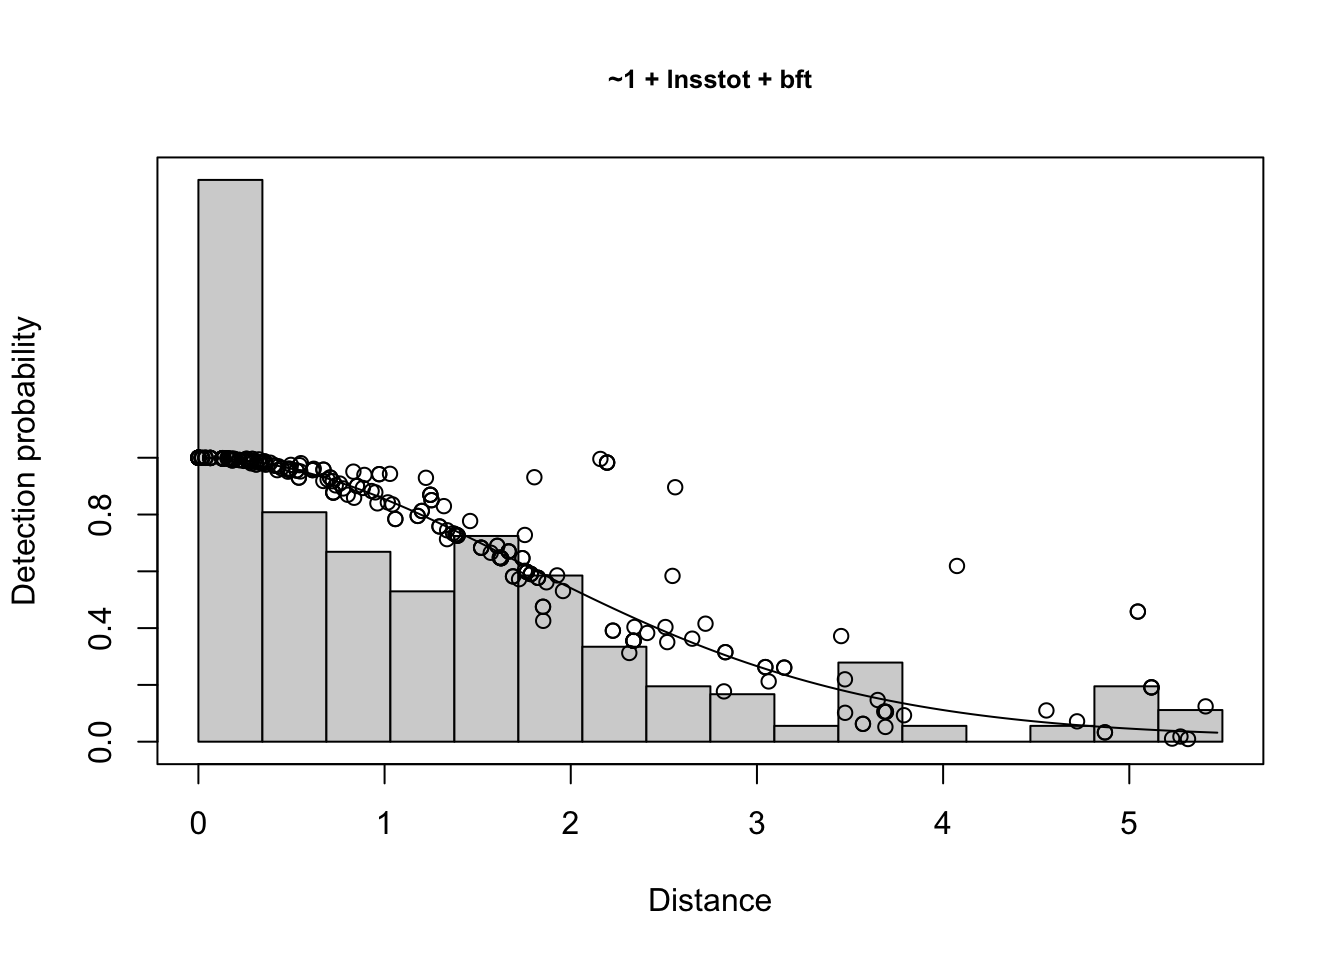 ~1 + lnsstot + bft
Detection probability
0.8
0.4
0.0
0 1 2 3 4 5
Distance